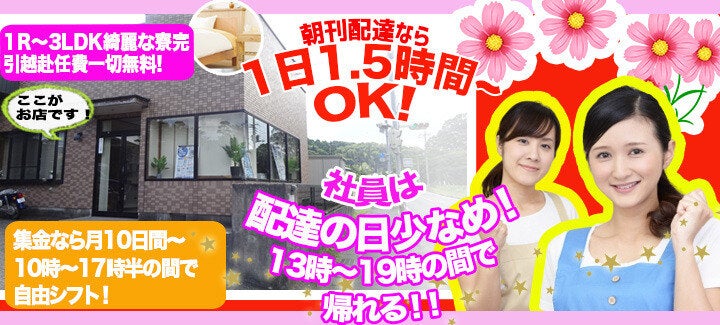 1R～3LDK綺麗な寮完
引越赴任費一切無料!
ここが
お店です!
朝刊配達なら
1日1.5時間～
OK!
社員は
配達の日少なめ!
13時～19時の間で
帰れる!!
集金なら月10日間～
10時～17時半の間で
自由シフト!